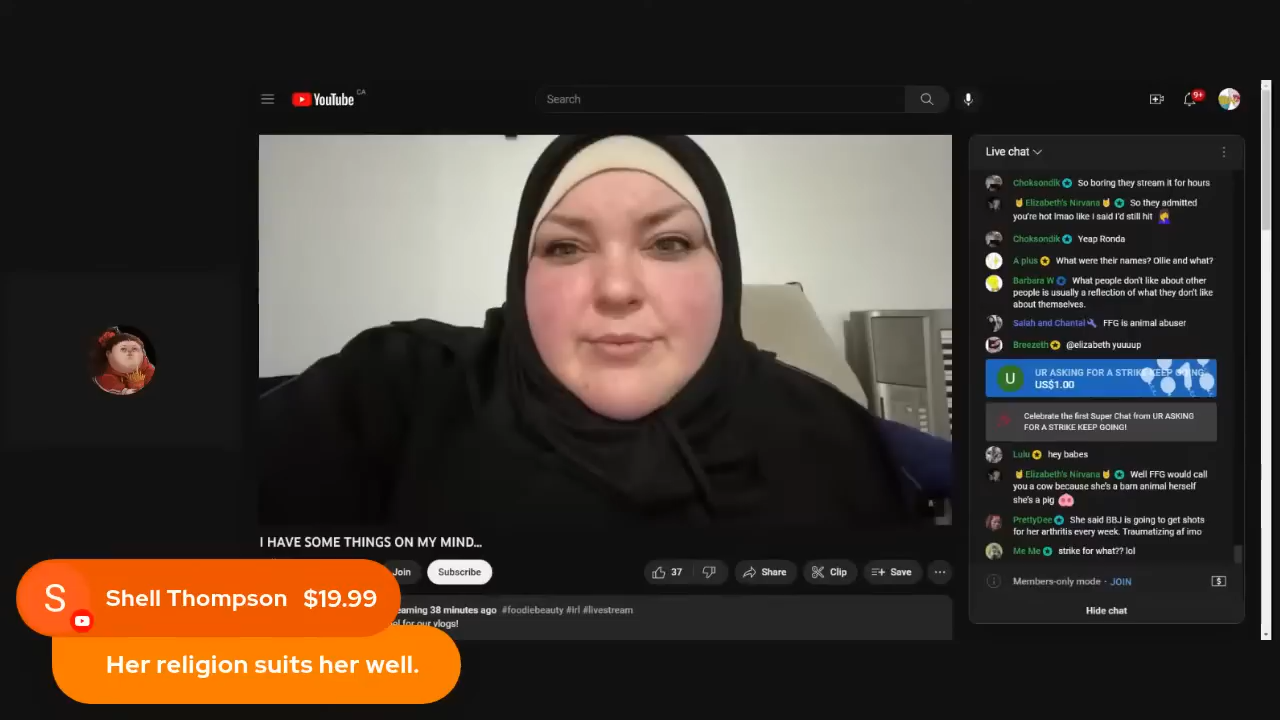 YouTube CA
Search
9+
Live chat
Choksondik So boring they stream it for hours
Elizabeth's Nirvana So they admitted
you're hot lmao like i said I'd still hit
Choksondik Yeap Ronda
A plus What were their names? Ollie and what?
Barbara W What people don't like about other
people is usually a reflection of what they don't like
about themselves.
Salah and Chantal FFG is animal abuser
Breezeth @elizabeth yuuuup
U
UR ASKING FOR A STRIKE KEEP GOING
US$1.00
Celebrate the first Super Chat from UR ASKING
FOR A STRIKE KEEP GOING!
Lulu hey babes
Elizabeth's Nirvana Well FFG would call
you a cow because she's a barn animal herself
she's a pig
PrettyDee She said BBJ is going to get shots
for her arthritis every week. Traumatizing af imo
Me Me strike for what?? lol
Members-only mode - JOIN
Hide chat
I HAVE SOME THINGS ON MY MIND...
Join
Subscribe
37
Share
Clip
Save
eaming 38 minutes ago #foodiebeauty #irl #livestream
for our vlogs!
S
Shell Thompson $19.99
Her religion suits her well.